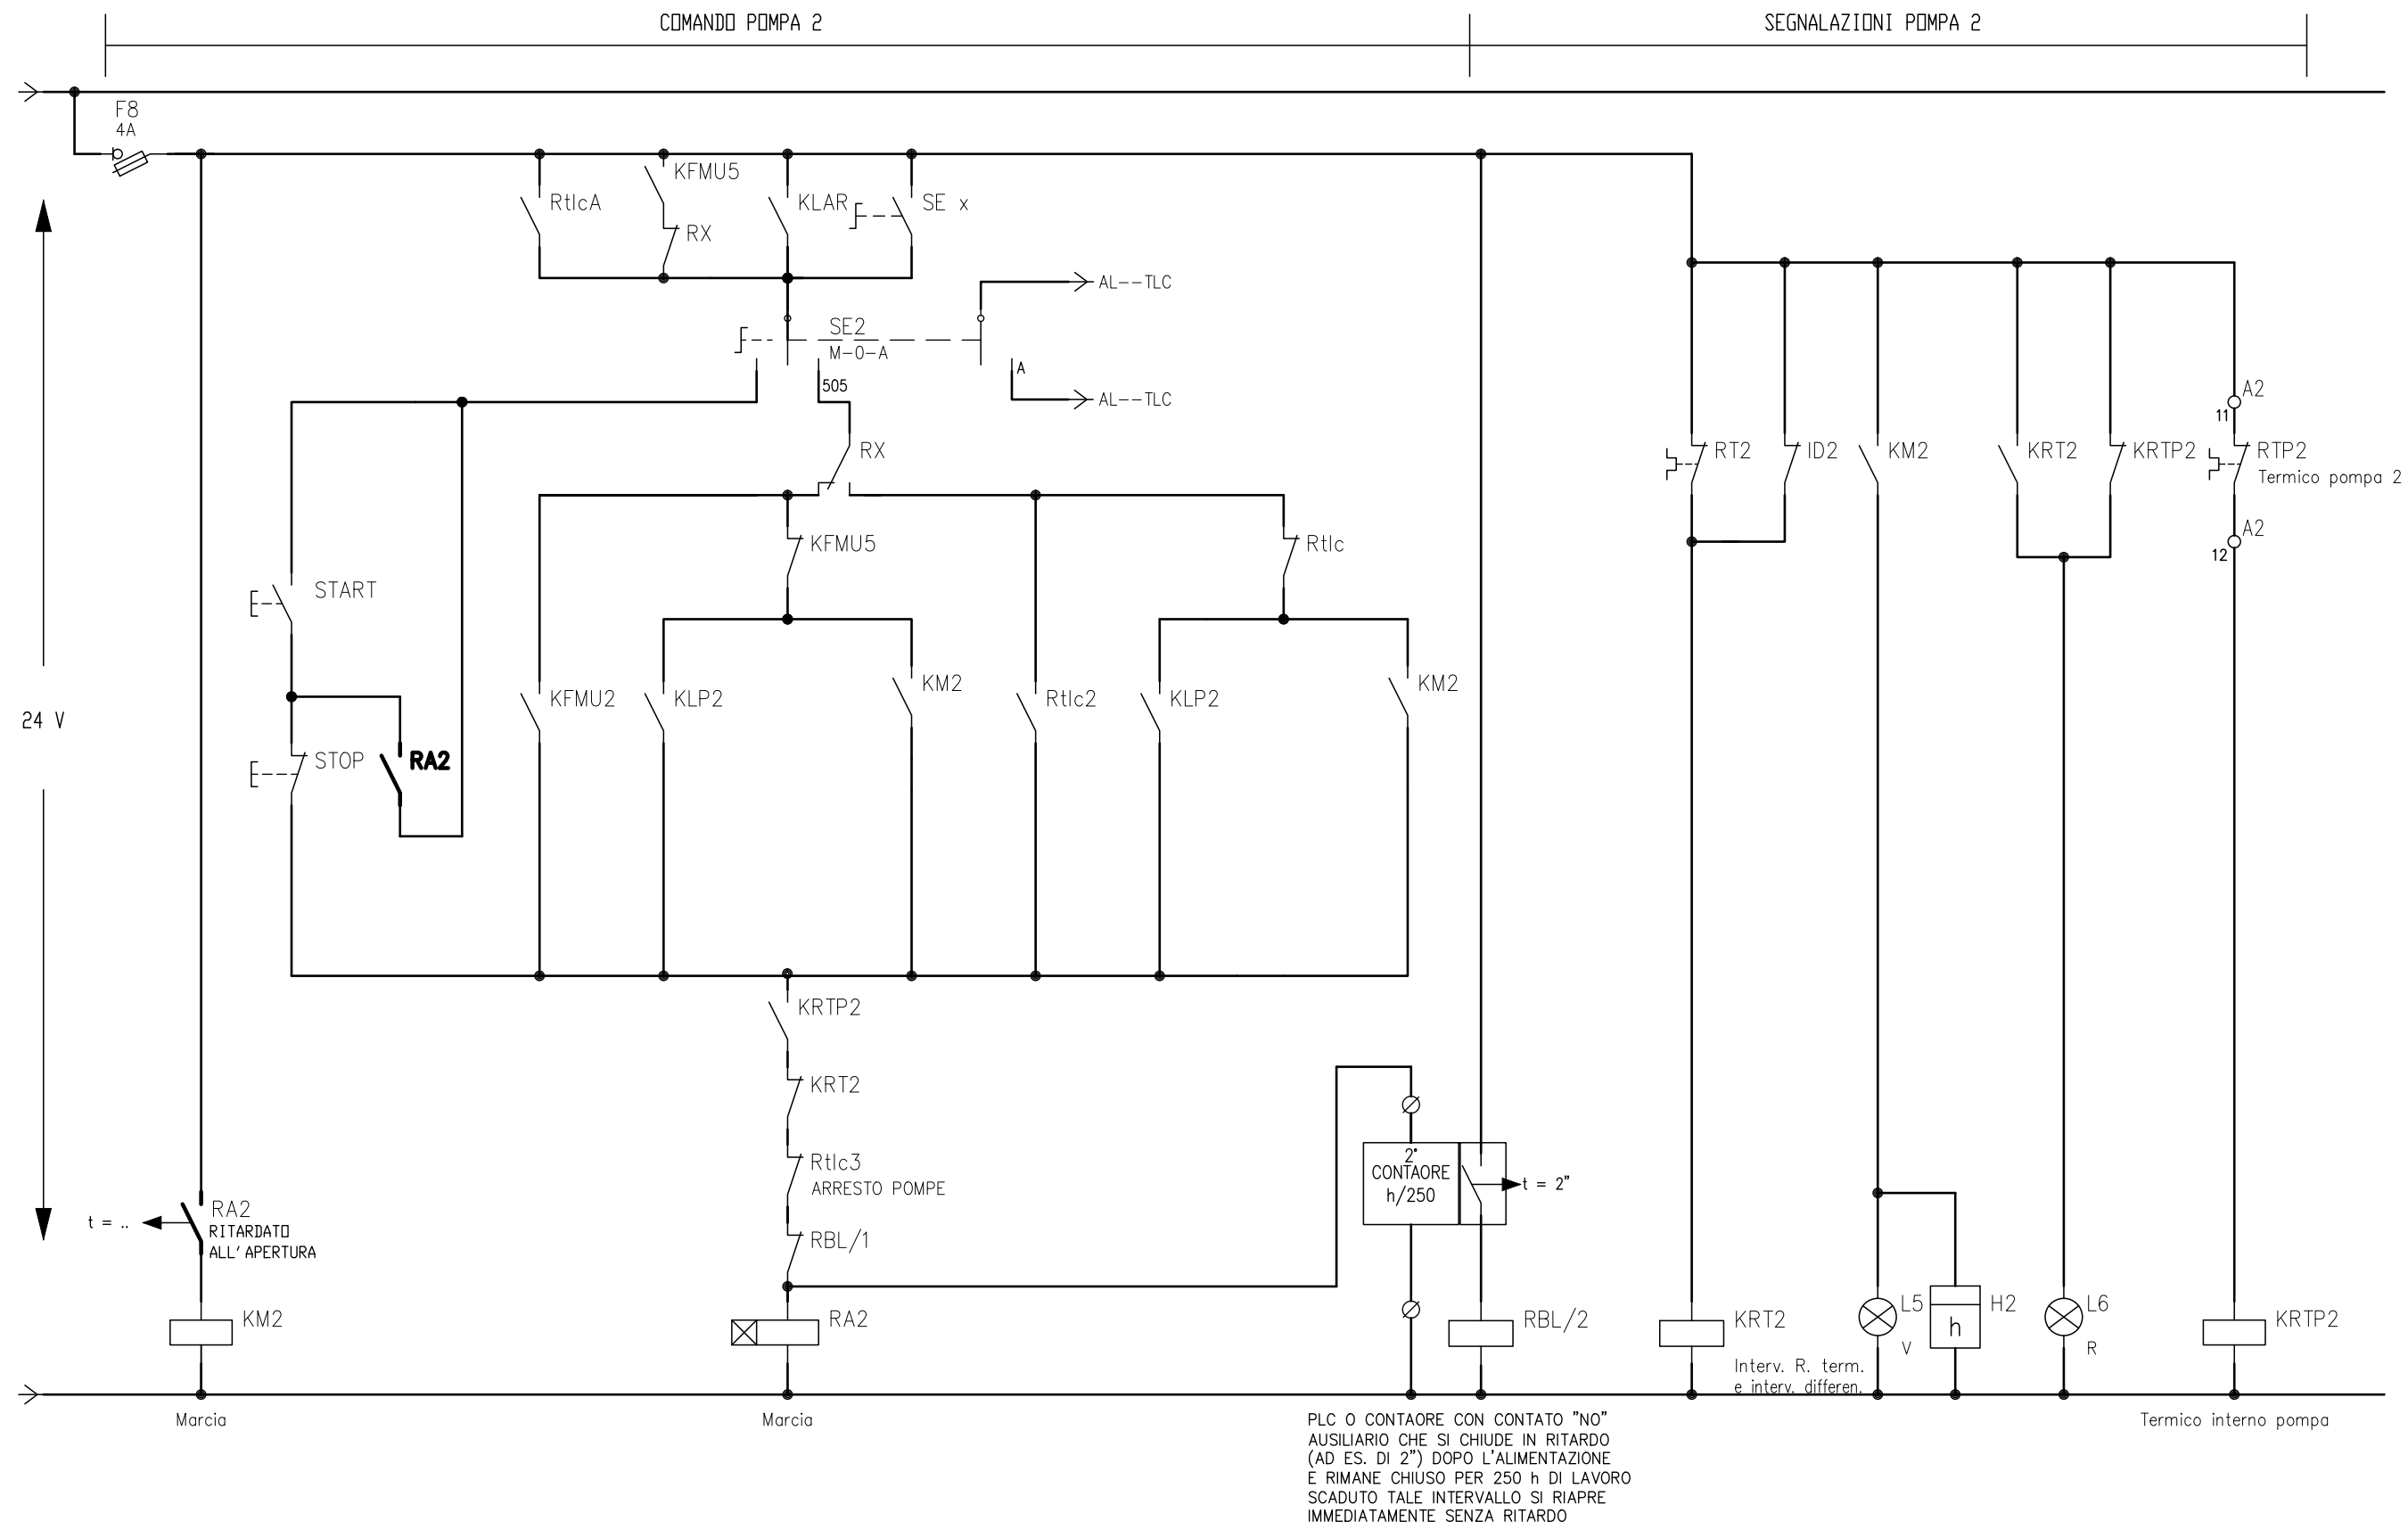 COMANDO POMPA 2
SEGNALAZIONI POMPA 2
F8
4A
RtlcA
KFMU5
RX
KLAR
SE x
AL--TLC
SE2
M-O-A
505
A
AL--TLC
RX
RT2
ID2
KM2
KRT2
KRTP2
A2
11
RTP2
Termico pompa 2
A2
12
KFMU5
Rtlc
START
KFMU2
KLP2
KM2
Rtlc2
KLP2
KM2
24 V
STOP
RA2
KRTP2
KRT2
Rtlc3
ARRESTO POMPE
RBL/1
2°
CONTAORE
h/250
t = 2"
t = ..
RA2
RITARDATO
ALL' APERTURA
KM2
RA2
RBL/2
KRT2
L5
V
H2
h
L6
R
KRTP2
Interv. R. term.
e interv. differen.
Marcia
Marcia
Termico interno pompa
PLC O CONTAORE CON CONTATO "NO"
AUSILIARIO CHE SI CHIUDE IN RITARDO
(AD ES. DI 2") DOPO L'ALIMENTAZIONE
E RIMANE CHIUSO PER 250 h DI LAVORO
SCADUTO TALE INTERVALLO SI RIAPRE
IMMEDIATAMENTE SENZA RITARDO